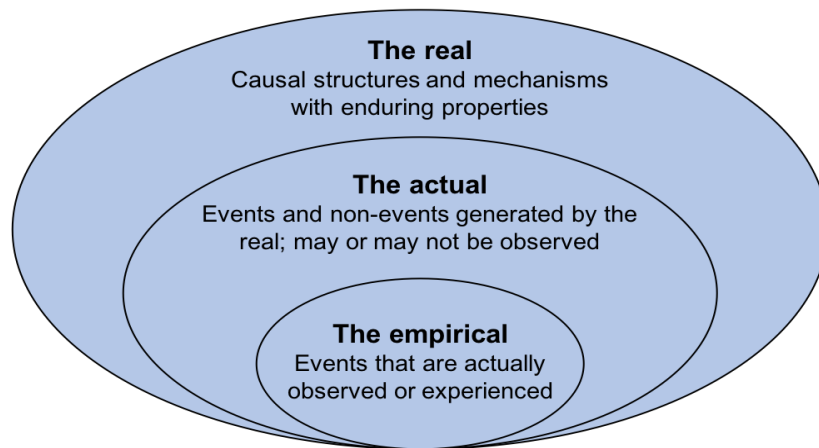 The real
Causal structures and mechanisms
with enduring properties
The actual
Events and non-events generated by the
real; may or may not be observed
The empirical
Events that are actually
observed or experienced